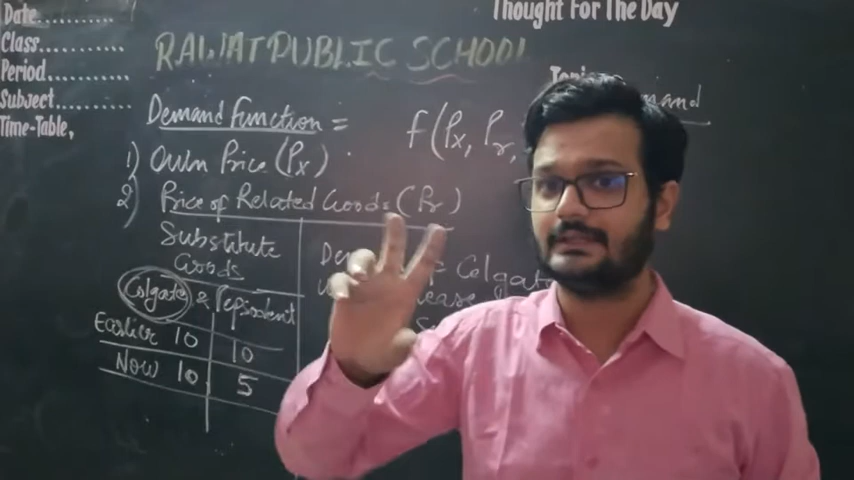 Date
Class
Period
Subject
Time-Table,
Thought For The Day
RAWAT PUBLIC SCHOOL
Demand Function = f(Px, Pr,
1) Own Price (Px)
2) Price of Related Goods (Pr)
Substitute
Goods
Colgate & Pepsodent
Earlier 10 10
Now 10 5
Colgate